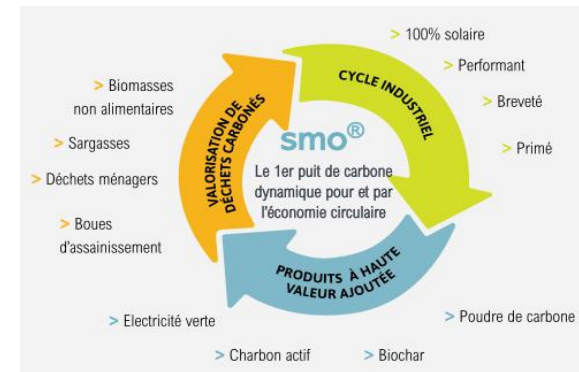 > 100% solaire
> Performant
> Breveté
> Primé
CYCLE INDUSTRIEL
> Biomasses
non alimentaires
> Sargasses
> Déchets ménagers
> Boues
d'assainissement
VALORISATION DE
DÉCHETS CARBONÉS
smo®
Le 1er puit de carbone
dynamique pour et par
l'économie circulaire
PRODUITS À HAUTE
VALEUR AJOUTÉE
> Electricité verte
> Charbon actif
> Biochar
> Poudre de carbone